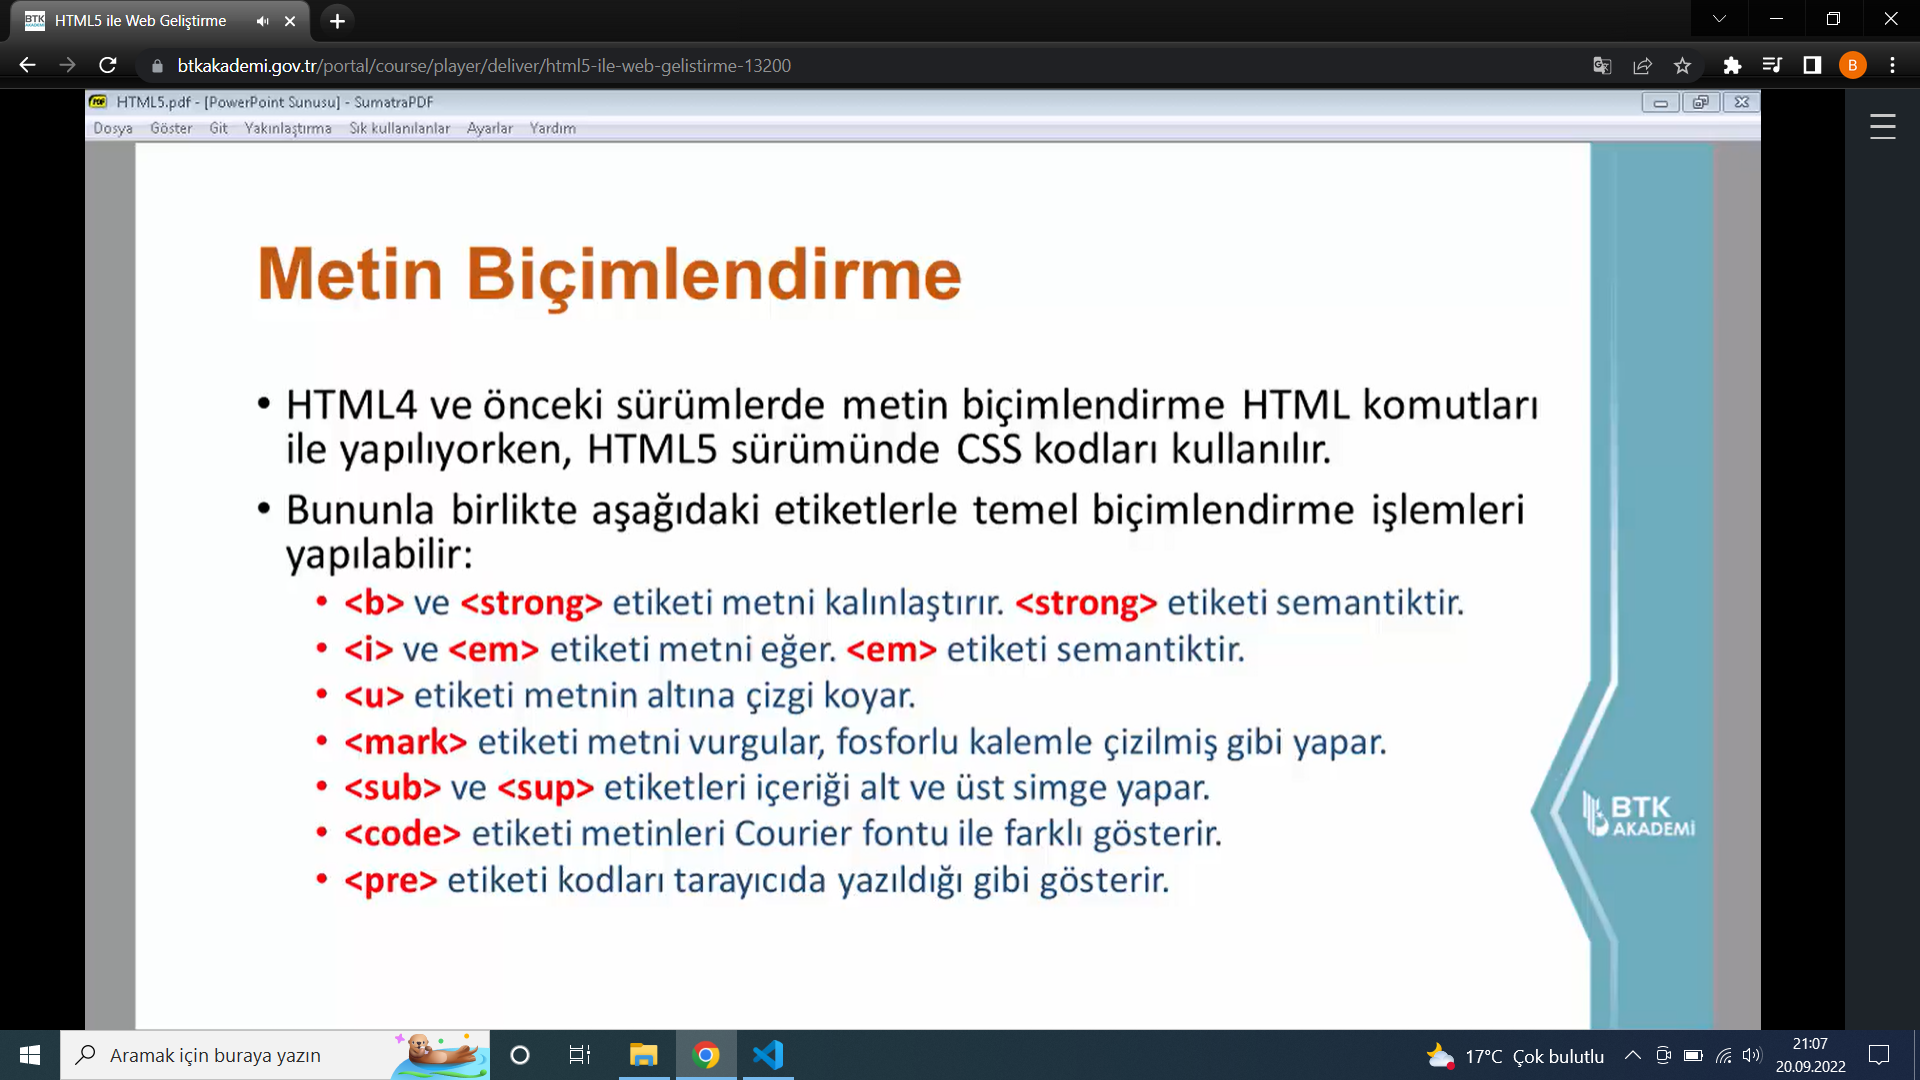 BTK
AKADEMİ
HTML5 ile Web Geliştirme
btkakademi.gov.tr/portal/course/player/deliver/html5-ile-web-gelistirme-13200
B
HTML5.pdf - [PowerPoint Sunusu] - SumatraPDF
Dosya Göster Git Yakınlaştırma Sık kullanılanlar Ayarlar Yardım
Metin Biçimlendirme
• HTML4 ve önceki sürümlerde metin biçimlendirme HTML komutları
ile yapılıyorken, HTML5 sürümünde CSS kodları kullanılır.
• Bununla birlikte aşağıdaki etiketlerle temel biçimlendirme işlemleri
yapılabilir:
• <b> ve <strong> etiketi metni kalınlaştırır. <strong> etiketi semantiktir.
• <i> ve <em> etiketi metni eğer. <em> etiketi semantiktir.
• <u> etiketi metnin altına çizgi koyar.
• <mark> etiketi metni vurgular, fosforlu kalemle çizilmiş gibi yapar.
• <sub> ve <sup> etiketleri içeriği alt ve üst simge yapar.
• <code> etiketi metinleri Courier fontu ile farklı gösterir.
• <pre> etiketi kodları tarayıcıda yazıldığı gibi gösterir.
BTK
AKADEMİ
Aramak için buraya yazın
17°C Çok bulutlu
21:07
20.09.2022